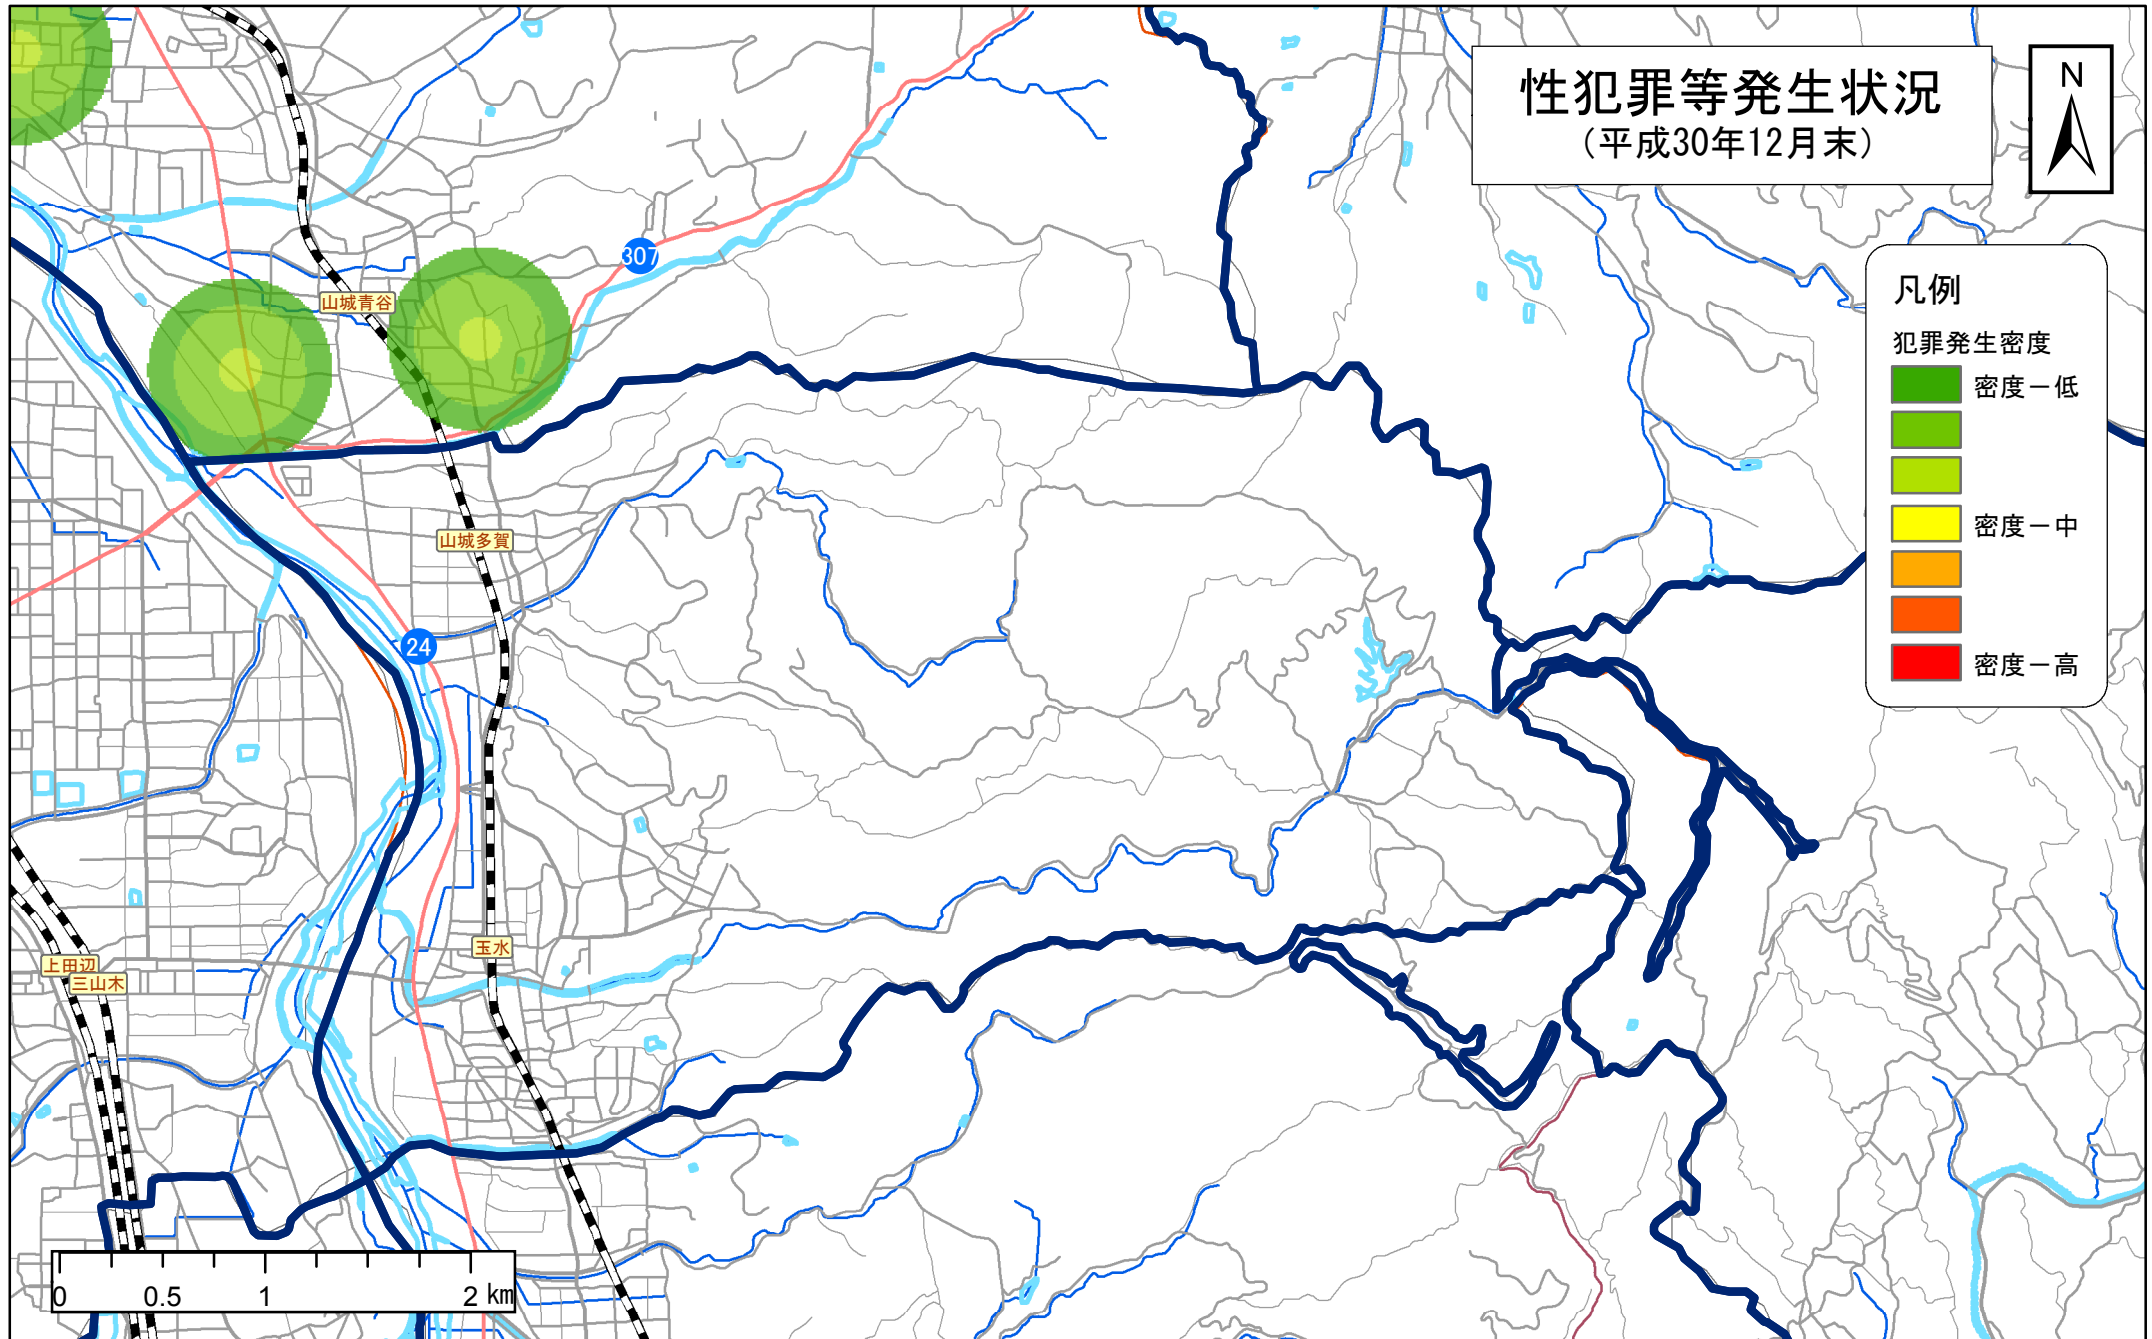 性犯罪等発生状況
(平成30年12月末)
N
307
山城青谷
凡例
犯罪発生密度
密度－低
密度－中
密度－高
山城多賀
24
玉水
上田辺
三山木
0 0.5 1 2 km